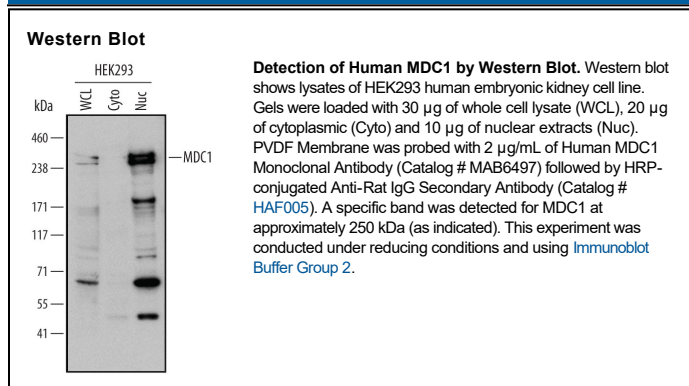 Western Blot
HEK293
kDa
WCL
Cyto
Nuc
460
238
171
117
71
55
41
MDC1
Detection of Human MDC1 by Western Blot. Western blot
shows lysates of HEK293 human embryonic kidney cell line.
Gels were loaded with 30 µg of whole cell lysate (WCL), 20 µg
of cytoplasmic (Cyto) and 10 µg of nuclear extracts (Nuc).
PVDF Membrane was probed with 2 µg/mL of Human MDC1
Monoclonal Antibody (Catalog # MAB6497) followed by HRP-
conjugated Anti-Rat IgG Secondary Antibody (Catalog #
HAF005). A specific band was detected for MDC1 at
approximately 250 kDa (as indicated). This experiment was
conducted under reducing conditions and using Immunoblot
Buffer Group 2.